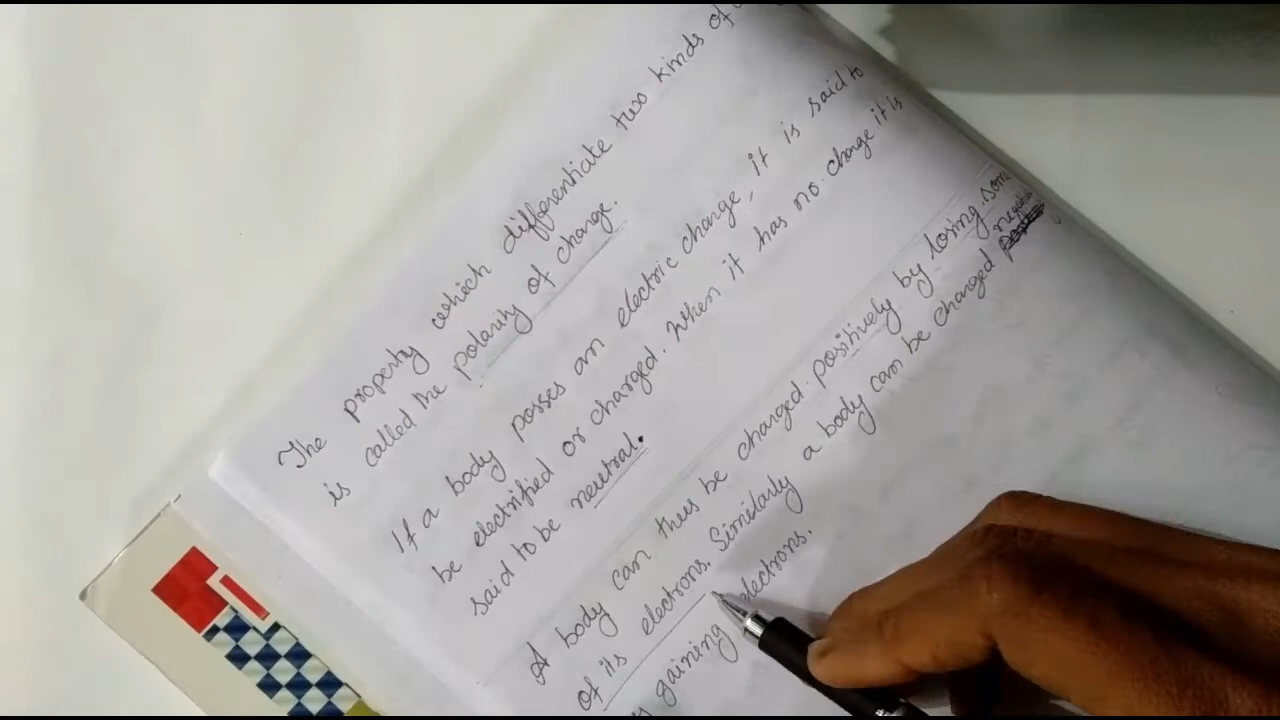 The property which differentiate two kinds of
is called the polarity of charge.
If a body posses an electric charge, it is said to
be electrified or charged. When it has no charge it is
said to be neutral.
A body can thus be charged positively by losing some
of its electrons. Similarly a body can be charged
gaining electrons.